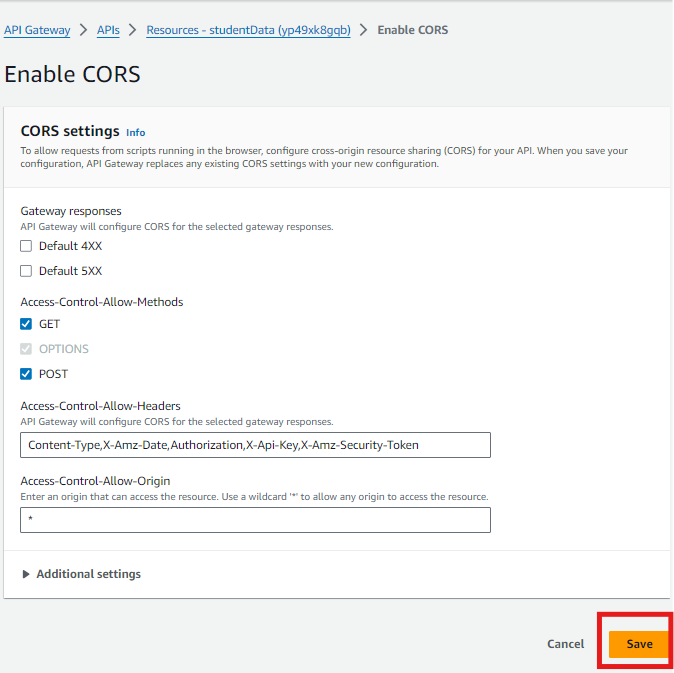 API Gateway > APIs > Resources - studentData (yp49xk8gqb) > Enable CORS
Enable CORS
CORS settings Info
To allow requests from scripts running in the browser, configure cross-origin resource sharing (CORS) for your API. When you save your
configuration, API Gateway replaces any existing CORS settings with your new configuration.
Gateway responses
API Gateway will configure CORS for the selected gateway responses.
Default 4XX
Default 5XX
Access-Control-Allow-Methods
GET
OPTIONS
POST
Access-Control-Allow-Headers
API Gateway will configure CORS for the selected gateway responses.
Content-Type,X-Amz-Date,Authorization,X-Api-Key,X-Amz-Security-Token
Access-Control-Allow-Origin
Enter an origin that can access the resource. Use a wildcard '*' to allow any origin to access the resource.
*
Additional settings
Cancel Save